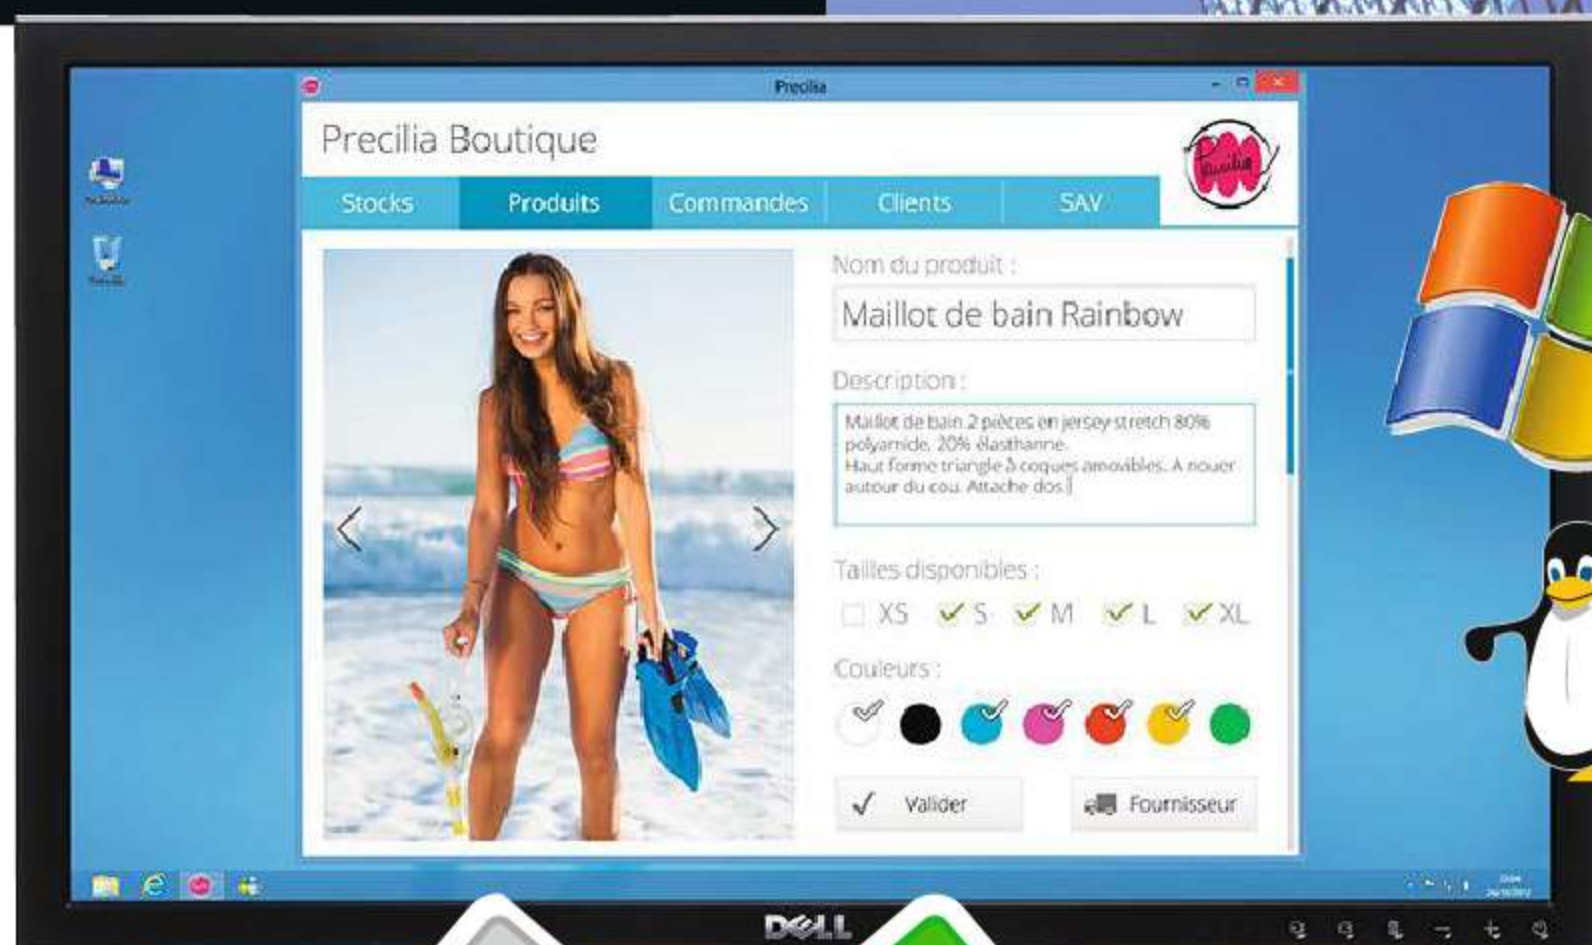 Precilia
Precilia Boutique
Precilia
Stocks
Produits
Commandes
Clients
SAV
Nom du produit :
Maillot de bain Rainbow
Description :
Maillot de bain 2 pièces en jersey stretch 80%
polyamide, 20% élasthanne.
Haut forme triangle à coques amovibles. A nouer
autour du cou. Attache dos.
Tailles disponibles :
XS S M L XL
Couleurs :
Valider
Fournisseur
DELL